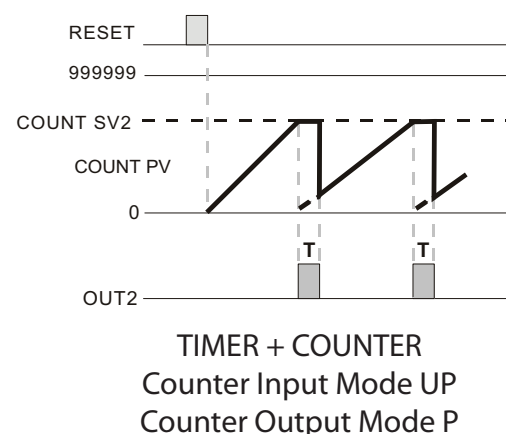 RESET
999999
COUNT SV2
COUNT PV
0
T T
OUT2
TIMER + COUNTER
Counter Input Mode UP
Counter Output Mode P